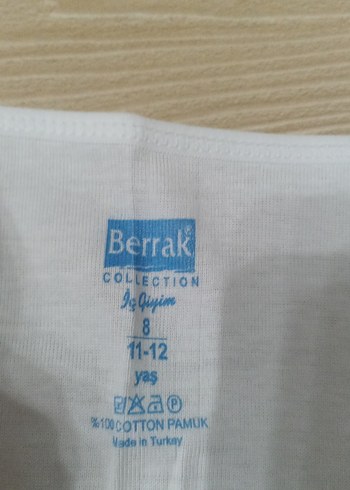 Berrak®
COLLECTION
İç Giyim
8
11-12
yaş
P
%100 COTTON PAMUK
Made in Turkey